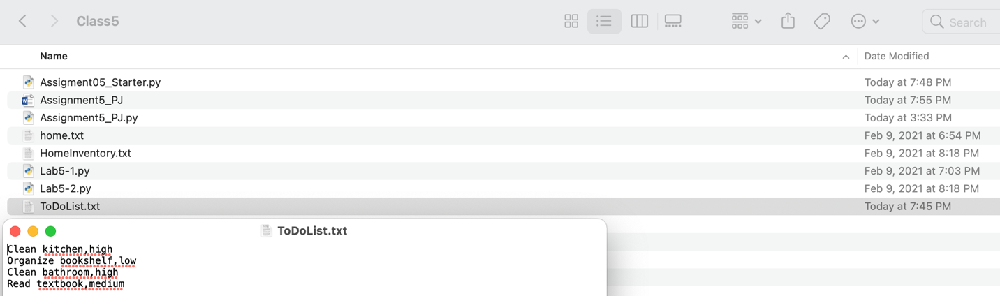 Class5
Search
Name Date Modified
Assigment05_Starter.py Today at 7:48 PM
Assignment5_PJ Today at 7:55 PM
Assignment5_PJ.py Today at 3:33 PM
home.txt Feb 9, 2021 at 6:54 PM
HomeInventory.txt Feb 9, 2021 at 8:18 PM
Lab5-1.py Feb 9, 2021 at 7:03 PM
Lab5-2.py Feb 9, 2021 at 8:18 PM
ToDoList.txt Today at 7:45 PM
ToDoList.txt
Clean kitchen,high
Organize bookshelf,low
Clean bathroom,high
Read textbook,medium